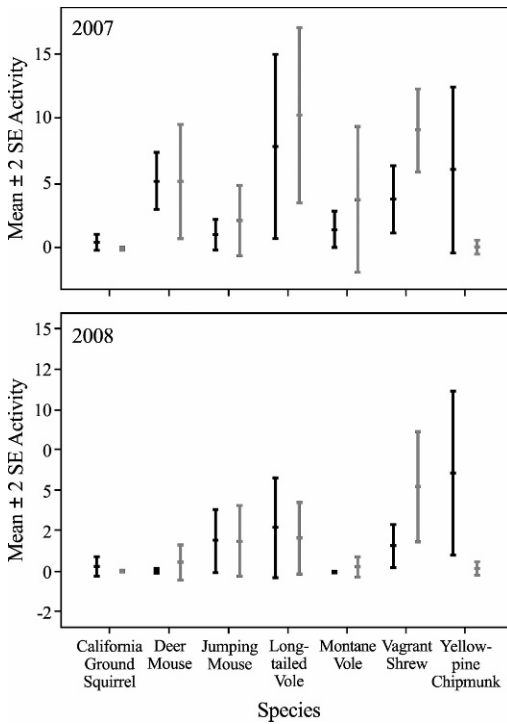 2007
Mean ± 2 SE Activity
15
10
5
0
2008
Mean ± 2 SE Activity
15
12
10
0
5
2
0
-2
California Ground Squirrel
Deer Mouse
Jumping Mouse
Long-tailed Vole
Montane Vole
Vagrant Shrew
Yellow-pine Chipmunk
Species